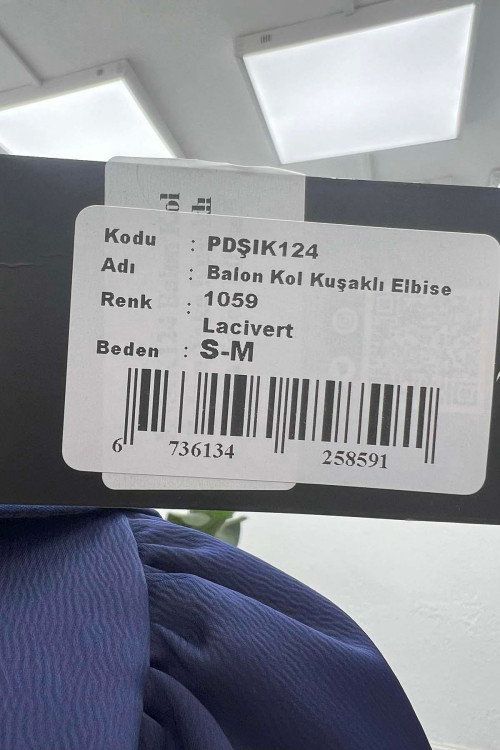 Kodu : PDŞIK124
Adı : Balon Kol Kuşaklı Elbise
Renk : 1059
Lacivert
Beden : S-M
6 736134 258591